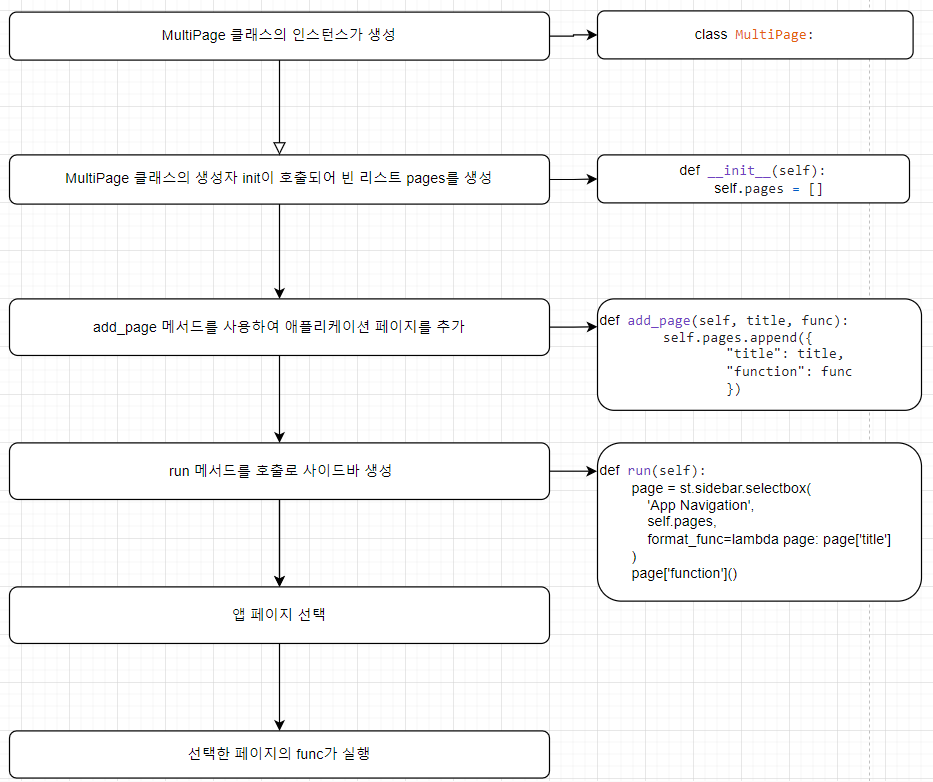 MultiPage 클래스의 인스턴스가 생성
class MultiPage:
MultiPage 클래스의 생성자 init이 호출되어 빈 리스트 pages를 생성
def __init__(self):
self.pages = []
add_page 메서드를 사용하여 애플리케이션 페이지를 추가
def add_page(self, title, func):
self.pages.append({
"title": title,
"function": func
})
run 메서드를 호출로 사이드바 생성
def run(self):
page = st.sidebar.selectbox(
'App Navigation',
self.pages,
format_func=lambda page: page['title']
)
page['function']()
앱 페이지 선택
선택한 페이지의 func가 실행